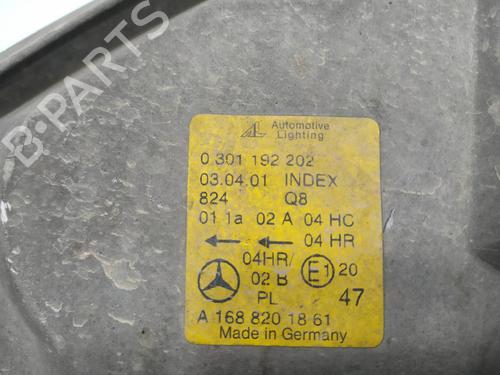 B-PARTS
Automotive
Lighting
0 301 192 202
03.04.01 INDEX
824 Q8
01 1a 02 A 04 HC
04 HR
04HR
02 B E1 20
PL 47
A 168 820 18 61
Made in Germany